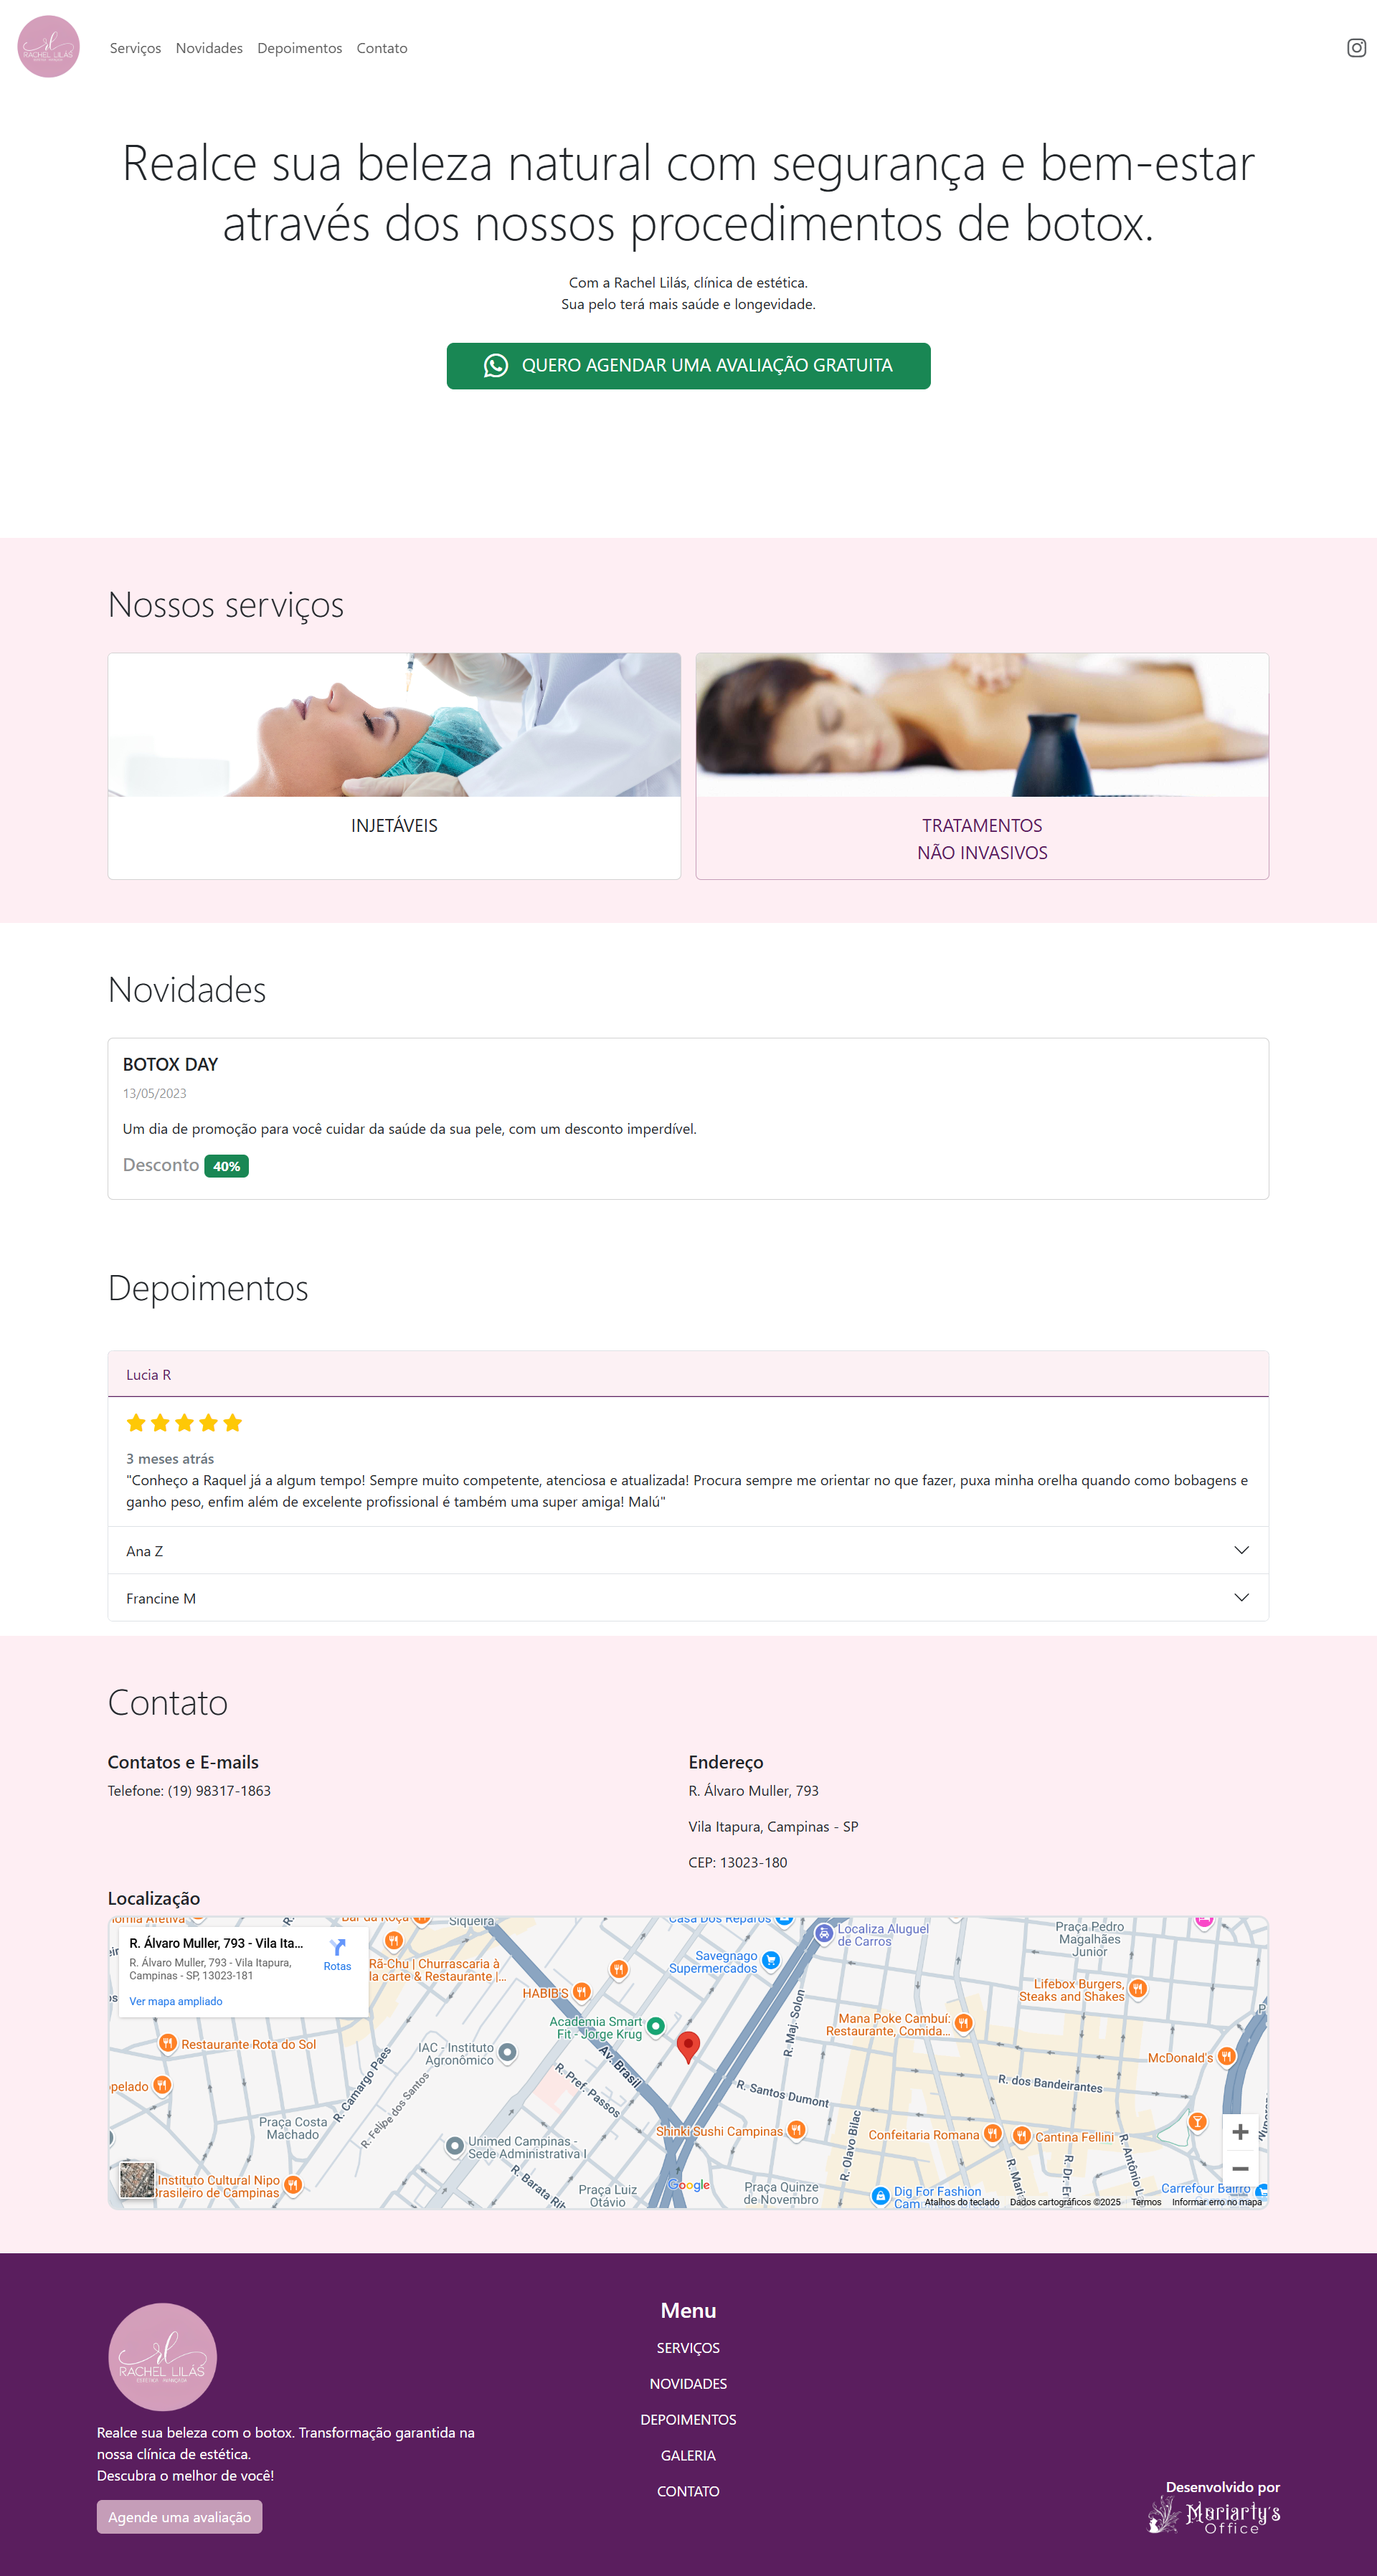 rl
RACHEL LILÁS
Serviços
Novidades
Depoimentos
Contato
Realce sua beleza natural com segurança e bem-estar
através dos nossos procedimentos de botox.
Com a Rachel Lilás, clínica de estética.
Sua pelo terá mais saúde e longevidade.
QUERO AGENDAR UMA AVALIAÇÃO GRATUITA
Nossos serviços
INJETÁVEIS
TRATAMENTOS
NÃO INVASIVOS
Novidades
BOTOX DAY
13/05/2023
Um dia de promoção para você cuidar da saúde da sua pele, com um desconto imperdível.
Desconto 40%
Depoimentos
Lucia R
3 meses atrás
"Conheço a Raquel já a algum tempo! Sempre muito competente, atenciosa e atualizada! Procura sempre me orientar no que fazer, puxa minha orelha quando como bobagens e
ganho peso, enfim além de excelente profissional é também uma super amiga! Malú"
Ana Z
Francine M
Contato
Contatos e E-mails
Telefone: (19) 98317-1863
Endereço
R. Álvaro Muller, 793
Vila Itapura, Campinas - SP
CEP: 13023-180
Localização
R. Álvaro Muller, 793 - Vila Ita...
R. Álvaro Muller, 793 - Vila Itapura,
Campinas - SP, 13023-181
Rotas
Ver mapa ampliado
Bar da Roça
Siqueira
Casa Dos Reparos
Localiza Aluguel
de Carros
Praça Pedro
Magalhães
Junior
Rä-Chu | Churrascaria à
la carte & Restaurante |...
HABIB'S
Savegnago
Supermercados
Lifebox Burgers,
Steaks and Shakes
Academia Smart
Fit - Jorge Krug
R. Maj. Solon
Mana Poke Cambuí:
Restaurante, Comida...
Restaurante Rota do Sol
IAC - Instituto
Agronômico
Av. Brasil
McDonald's
R. Camargo Paes
R. Felipe dos Santos
R. Pref. Passos
R. Santos Dumont
R. dos Bandeirantes
Praça Costa
Machado
Shinki Sushi Campinas
R. Olavo Bilac
Confeitaria Romana
Cantina Fellini
Unimed Campinas -
Sede Administrativa I
Instituto Cultural Nipo
Brasileiro de Campinas
Praça Luiz
Otávio
Google
Praça Quinze
de Novembro
Dig For Fashion
Carrefour Bairro
Atalhos do teclado
Dados cartográficos ©2025
Termos
Informar erro no mapa
rl
RACHEL LILÁS
Realce sua beleza com o botox. Transformação garantida na
nossa clínica de estética.
Descubra o melhor de você!
Agende uma avaliação
Menu
SERVIÇOS
NOVIDADES
DEPOIMENTOS
GALERIA
CONTATO
Desenvolvido por
Moriarty's
Office